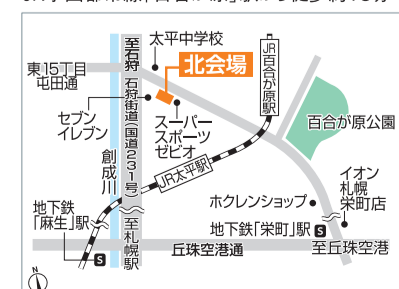 至石狩
太平中学校
JR百合が原駅
東15丁目
屯田通
北会場
石狩街道(国道231号)
セブン
イレブン
スーパー
スポーツ
ゼビオ
百合が原公園
創成川
JR太平駅
イオン
札幌
栄町店
ホクレンショップ
地下鉄
「麻生」駅
至札幌駅
地下鉄「栄町」駅 S
S
丘珠空港通
至丘珠空港
N